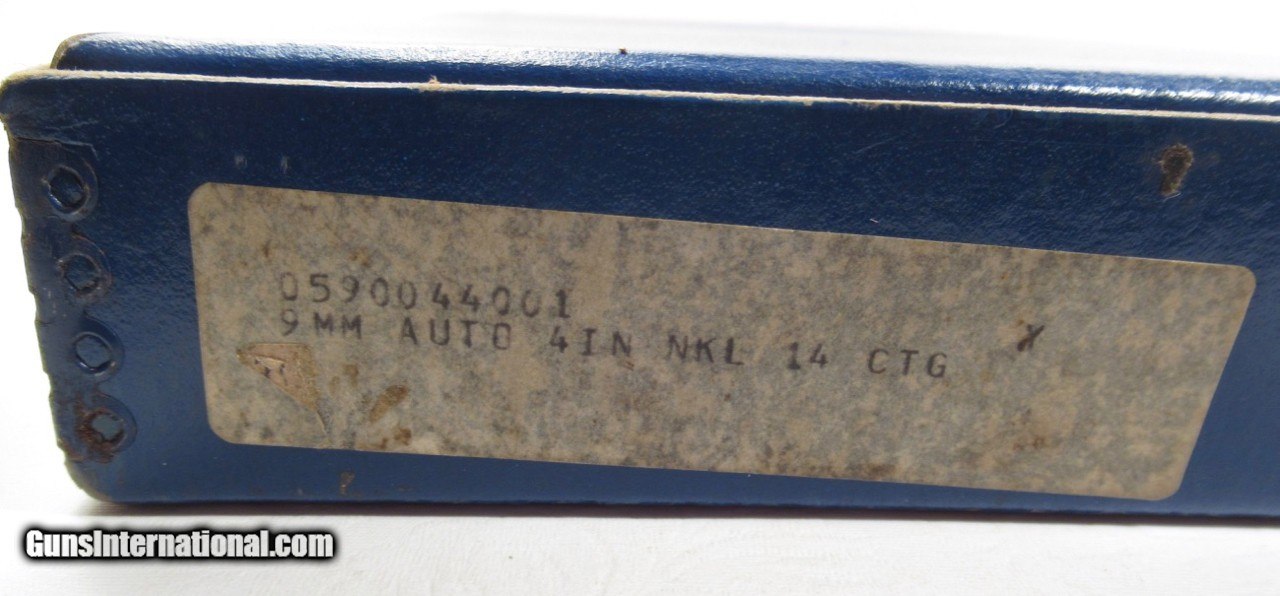 0590044001
9MM AUTO 4IN NKL 14 CTG
GunsInternational.com